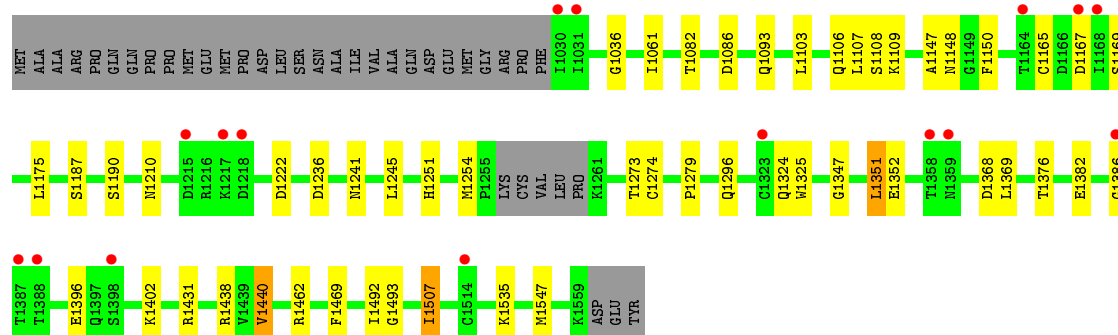 MET ALA ALA ARG PRO GLN GLN PRO PRO MET GLU MET PRO ASP LEU SER ASN ALA ILE VAL ALA GLN ASP GLU MET GLY ARG PRO PHE I1030 I1031 G1036 I1061 T1082 D1086 Q1093 L1103 Q1106 L1107 S1108 K1109 A1147 N1148 G1149 F1150 T1164 C1165 D1166 D1167 I1168 S1169
L1175 S1187 S1190 N1210 D1215 R1216 K1217 D1218 D1222 D1236 N1241 L1245 H1251 M1254 P1255 LYS CYS VAL LEU PRO K1261 T1273 C1274 P1279 Q1296 C1323 Q1324 W1325 G1347 L1351 E1352 T1358 N1359 D1368 L1369 T1376 E1382
T1387 T1388 E1396 Q1397 S1398 K1402 R1431 R1438 V1439 V1440 R1462 F1469 I1492 G1493 I1507 C1514 K1535 M1547 K1559 ASP GLU TYR